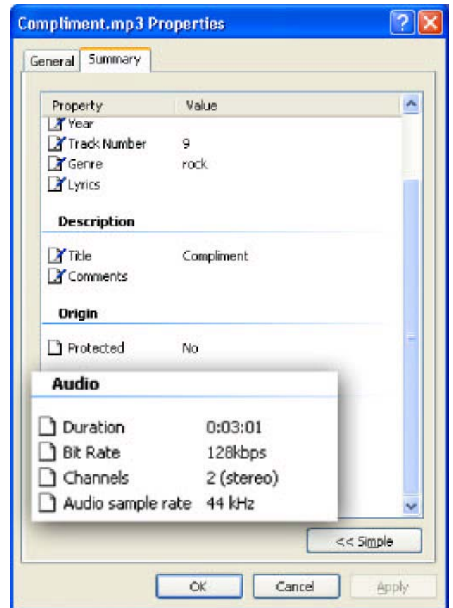 Compliment.mp3 Properties
General Summary
Property Value
Year
Track Number 9
Genre rock
Lyrics
Description
Title Compliment
Comments
Origin
Protected No
Audio
Duration 0:03:01
Bit Rate 128kbps
Channels 2 (stereo)
Audio sample rate 44 kHz
<< Simple
OK Cancel Apply